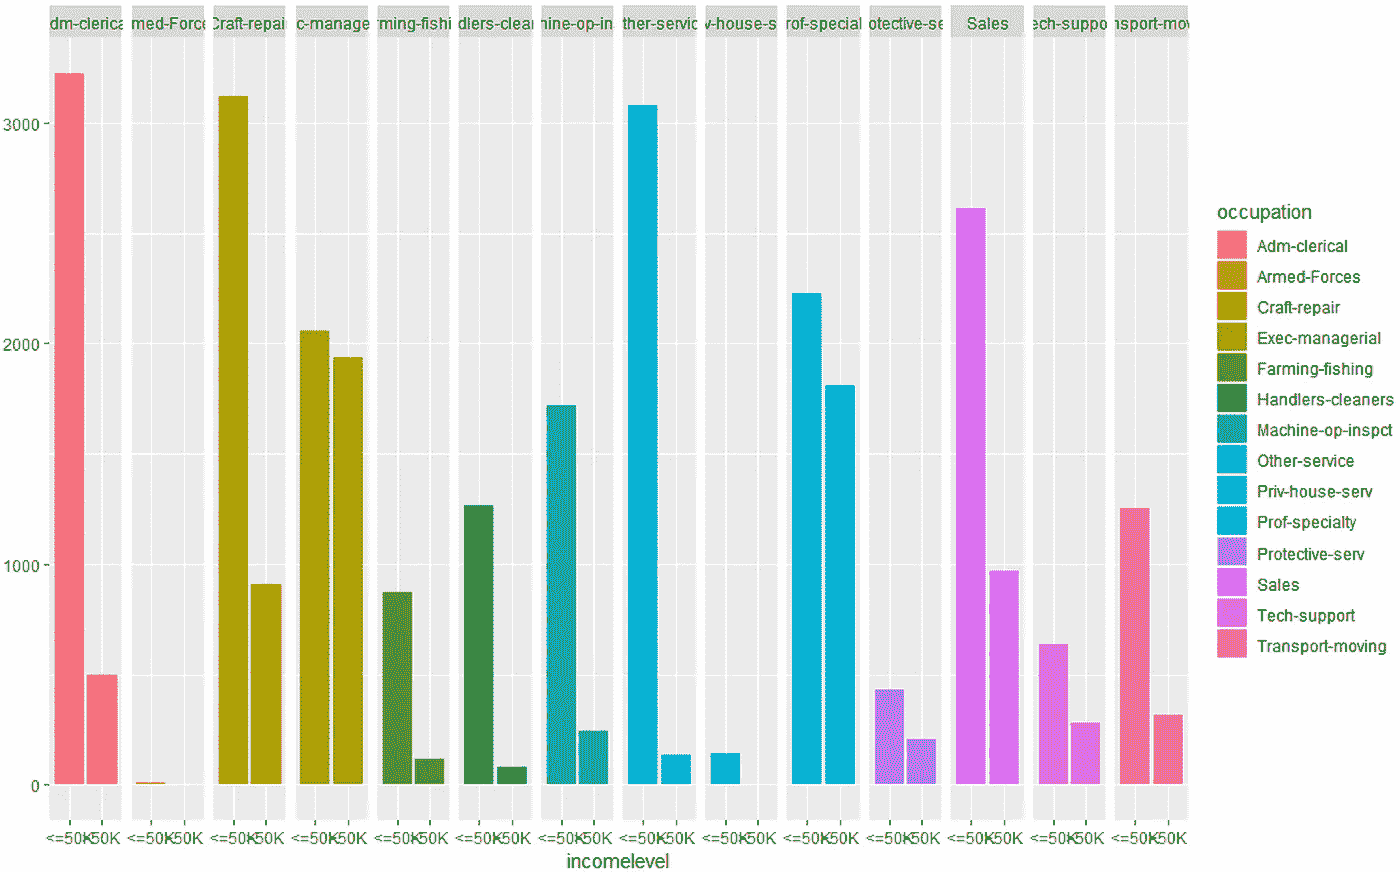 dm-clerica med-Forc Craft-repai c-manage rming-fishi dlers-clear hine-op-in ther-servic v-house-s rof-special otective-se Sales ech-suppo nsport-mov
3000
2000
1000
0
<=50K >50K <=50K >50K <=50K >50K <=50K >50K <=50K >50K <=50K >50K <=50K >50K <=50K >50K <=50K >50K <=50K >50K <=50K >50K <=50K >50K <=50K >50K <=50K >50K
incomelevel
occupation
Adm-clerical
Armed-Forces
Craft-repair
Exec-managerial
Farming-fishing
Handlers-cleaners
Machine-op-inspct
Other-service
Priv-house-serv
Prof-specialty
Protective-serv
Sales
Tech-support
Transport-moving